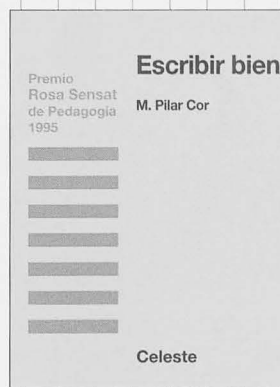 Escribir bien
M. Pilar Cor
Premio
Rosa Sensat
de Pedagogía
1995
Celeste